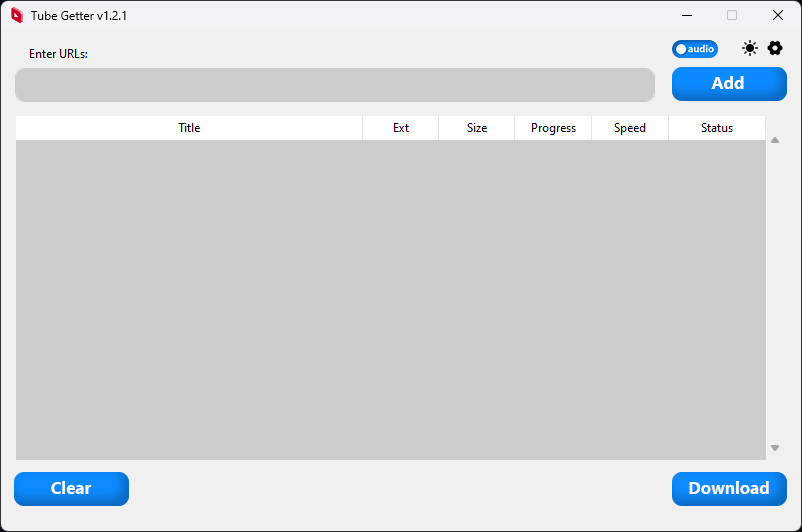 Tube Getter v1.2.1
Enter URLs:
audio
Add
Title Ext Size Progress Speed Status
Clear
Download